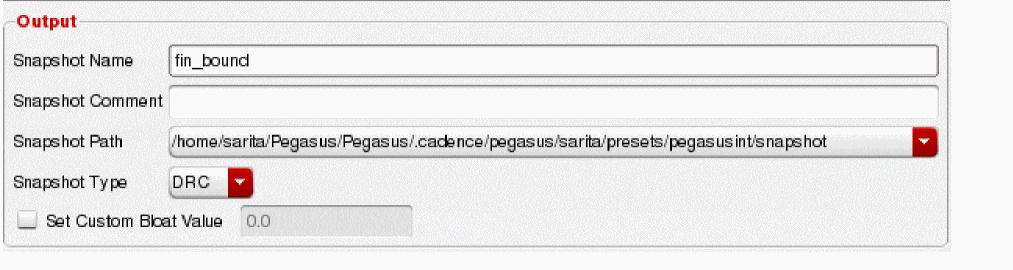 Output
Snapshot Name fin_bound
Snapshot Comment
Snapshot Path /home/sarita/Pegasus/Pegasus/.cadence/pegasus/sarita/presets/pegasusint/snapshot
Snapshot Type DRC
Set Custom Bloat Value 0.0